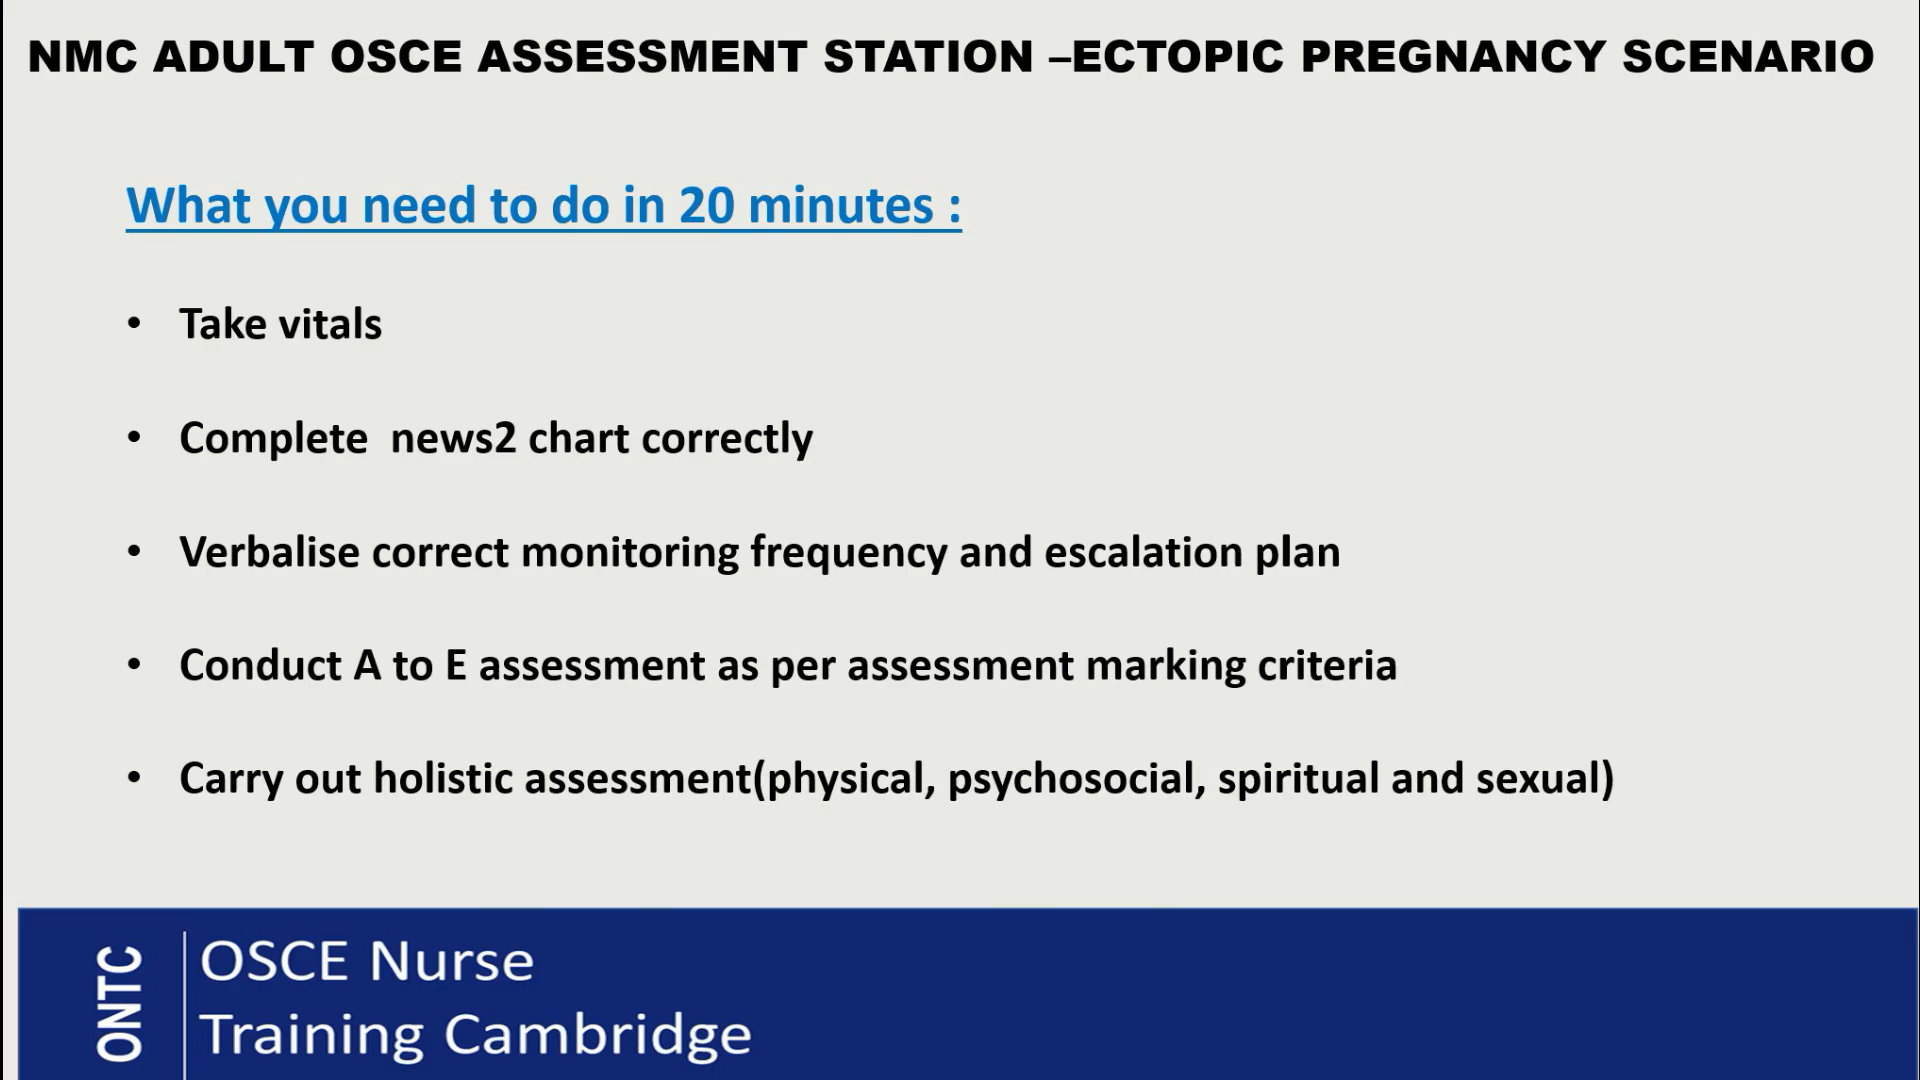 NMC ADULT OSCE ASSESSMENT STATION –ECTOPIC PREGNANCY SCENARIO
What you need to do in 20 minutes :
• Take vitals
• Complete  news2 chart correctly
• Verbalise correct monitoring frequency and escalation plan
• Conduct A to E assessment as per assessment marking criteria
• Carry out holistic assessment(physical, psychosocial, spiritual and sexual)
ONTC
OSCE Nurse
Training Cambridge